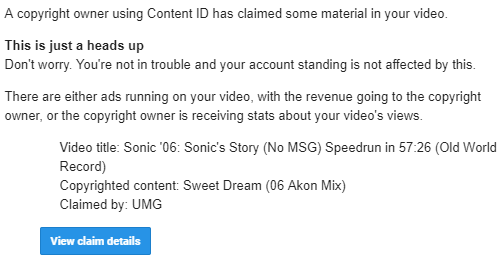 A copyright owner using Content ID has claimed some material in your video.
This is just a heads up
Don't worry. You're not in trouble and your account standing is not affected by this.
There are either ads running on your video, with the revenue going to the copyright
owner, or the copyright owner is receiving stats about your video's views.
Video title: Sonic '06: Sonic's Story (No MSG) Speedrun in 57:26 (Old World
Record)
Copyrighted content: Sweet Dream (06 Akon Mix)
Claimed by: UMG
View claim details